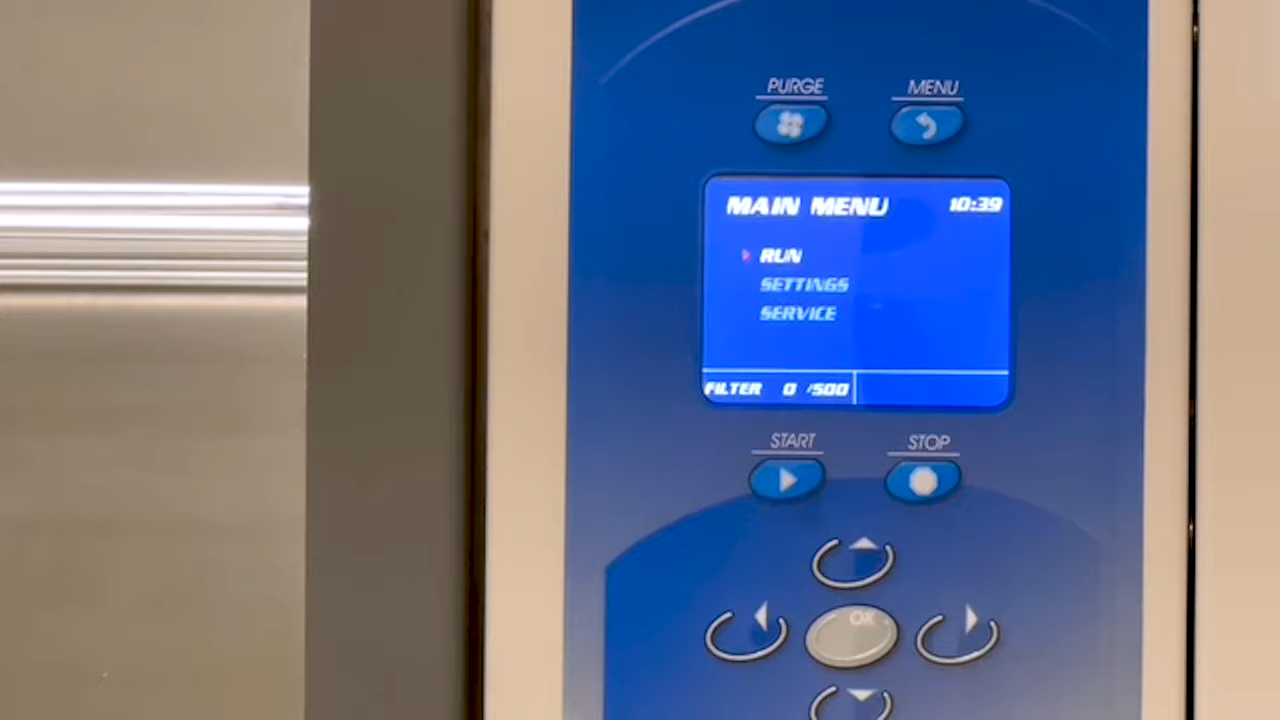 PURGE MENU
MAIN MENU 10:39
RUN
SETTINGS
SERVICE
FILTER 0 /500
START STOP
OK